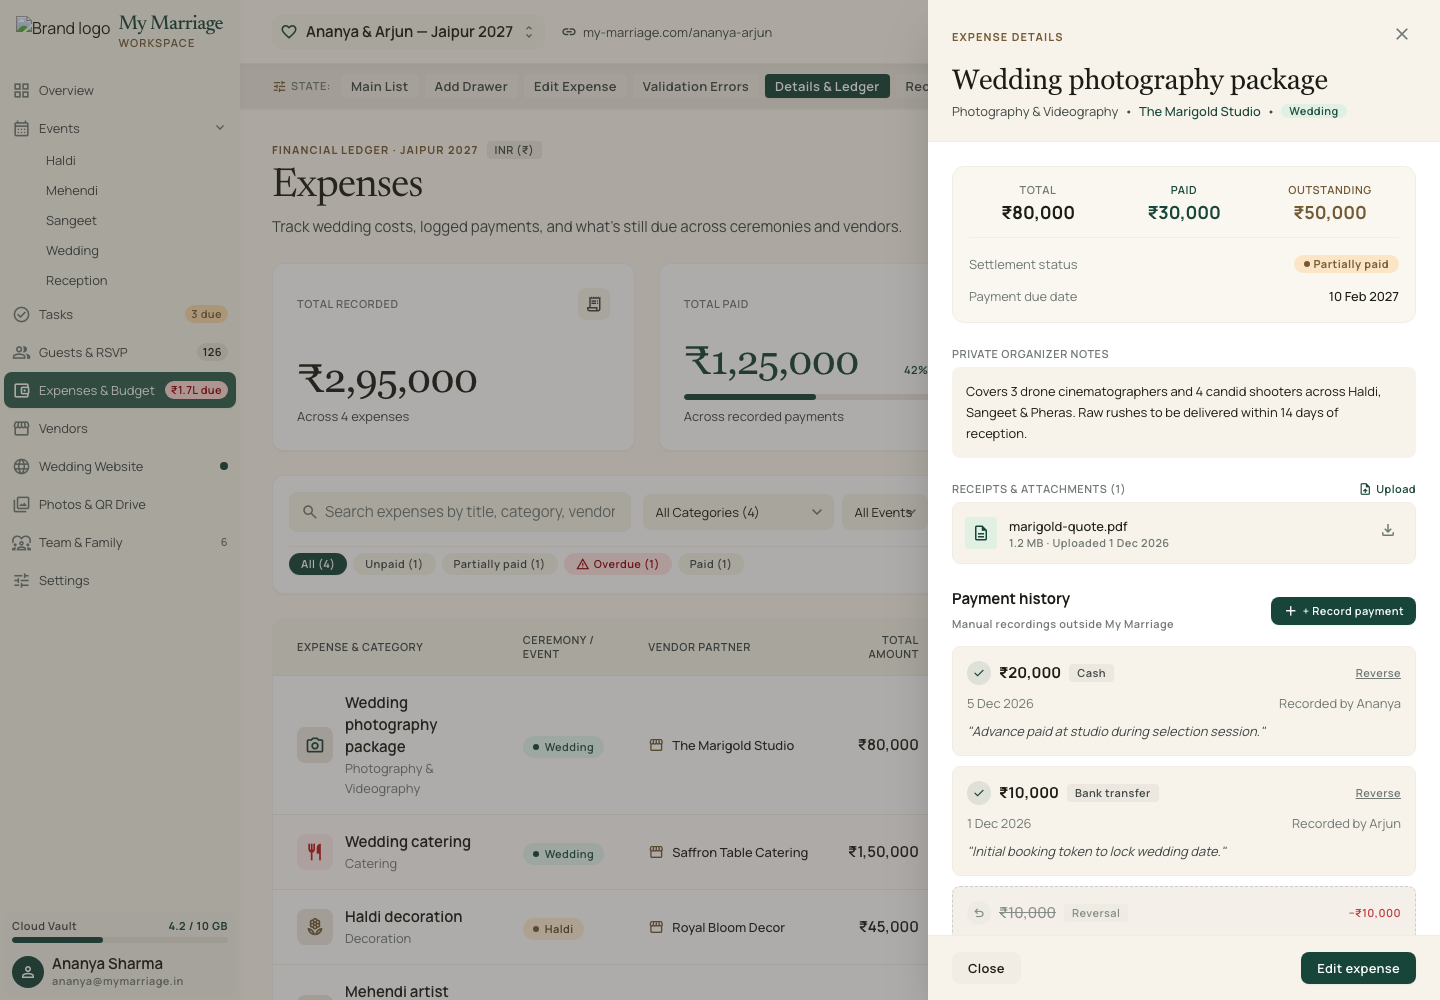 Brand logo
My Marriage
WORKSPACE
Overview
Events
Haldi
Mehendi
Sangeet
Wedding
Reception
Tasks
3 due
Guests & RSVP
126
Expenses & Budget
₹1.7L due
Vendors
Wedding Website
Photos & QR Drive
Team & Family
6
Settings
Cloud Vault
4.2 / 10 GB
Ananya Sharma
ananya@mymarriage.in
Ananya & Arjun — Jaipur 2027
my-marriage.com/ananya-arjun
STATE:
Main List
Add Drawer
Edit Expense
Validation Errors
Details & Ledger
FINANCIAL LEDGER · JAIPUR 2027
INR (₹)
Expenses
Track wedding costs, logged payments, and what's still due across ceremonies and vendors.
TOTAL RECORDED
₹2,95,000
Across 4 expenses
TOTAL PAID
₹1,25,000
42%
Across recorded payments
Search expenses by title, category, vendor
All Categories (4)
All Events
All (4)
Unpaid (1)
Partially paid (1)
Overdue (1)
Paid (1)
EXPENSE & CATEGORY
CEREMONY /
EVENT
VENDOR PARTNER
TOTAL
AMOUNT
Wedding
photography
package
Photography &
Videography
Wedding
The Marigold Studio
₹80,000
Wedding catering
Catering
Wedding
Saffron Table Catering
₹1,50,000
Haldi decoration
Decoration
Haldi
Royal Bloom Decor
₹45,000
Mehendi artist
EXPENSE DETAILS
Wedding photography package
Photography & Videography • The Marigold Studio • Wedding
TOTAL
₹80,000
PAID
₹30,000
OUTSTANDING
₹50,000
Settlement status
Partially paid
Payment due date
10 Feb 2027
PRIVATE ORGANIZER NOTES
Covers 3 drone cinematographers and 4 candid shooters across Haldi,
Sangeet & Pheras. Raw rushes to be delivered within 14 days of
reception.
RECEIPTS & ATTACHMENTS (1)
Upload
marigold-quote.pdf
1.2 MB · Uploaded 1 Dec 2026
Payment history
Manual recordings outside My Marriage
+ Record payment
₹20,000
Cash
Reverse
5 Dec 2026
Recorded by Ananya
"Advance paid at studio during selection session."
₹10,000
Bank transfer
Reverse
1 Dec 2026
Recorded by Arjun
"Initial booking token to lock wedding date."
₹10,000
Reversal
−₹10,000
Close
Edit expense